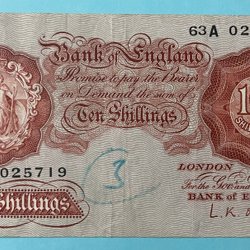 63A 02
Bank of England
Promise to pay the Bearer
on Demand the sum of
Ten Shillings
025719
3
LONDON
For the Gov: and
BANK OF E
Shillings
L.K.